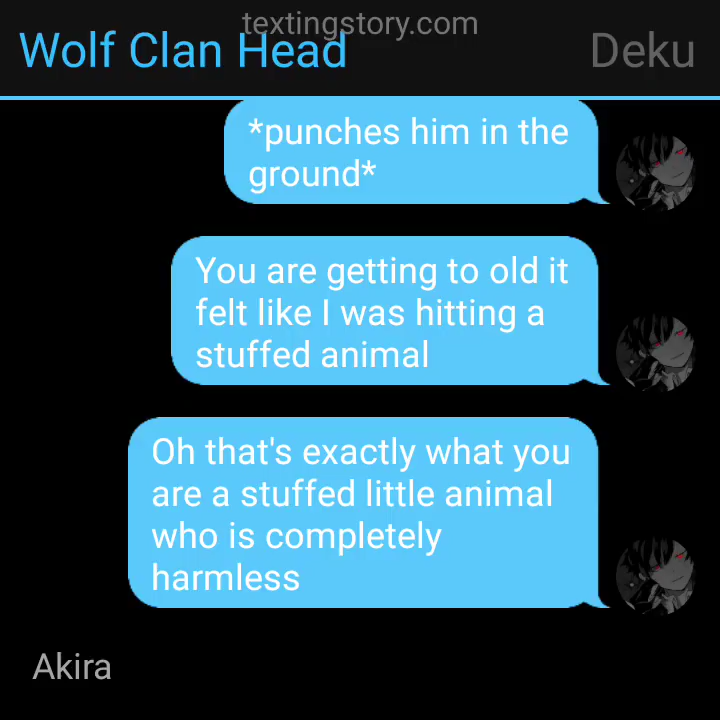 textingstory.com
Wolf Clan Head
Deku
*punches him in the
ground*
You are getting to old it
felt like I was hitting a
stuffed animal
Oh that's exactly what you
are a stuffed little animal
who is completely
harmless
Akira